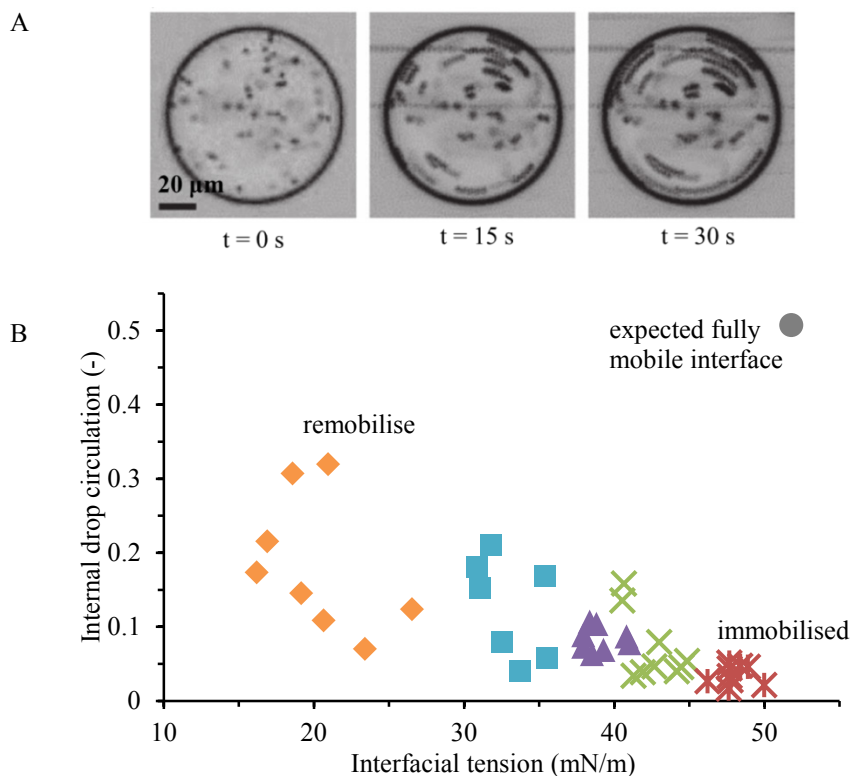 A
20 µm
t = 0 s
t = 15 s
t = 30 s
B
Internal drop circulation (-)
0.5
0.4
0.3
0.2
0.1
0
expected fully
mobile interface
remobilise
immobilised
10
20
30
40
50
Interfacial tension (mN/m)